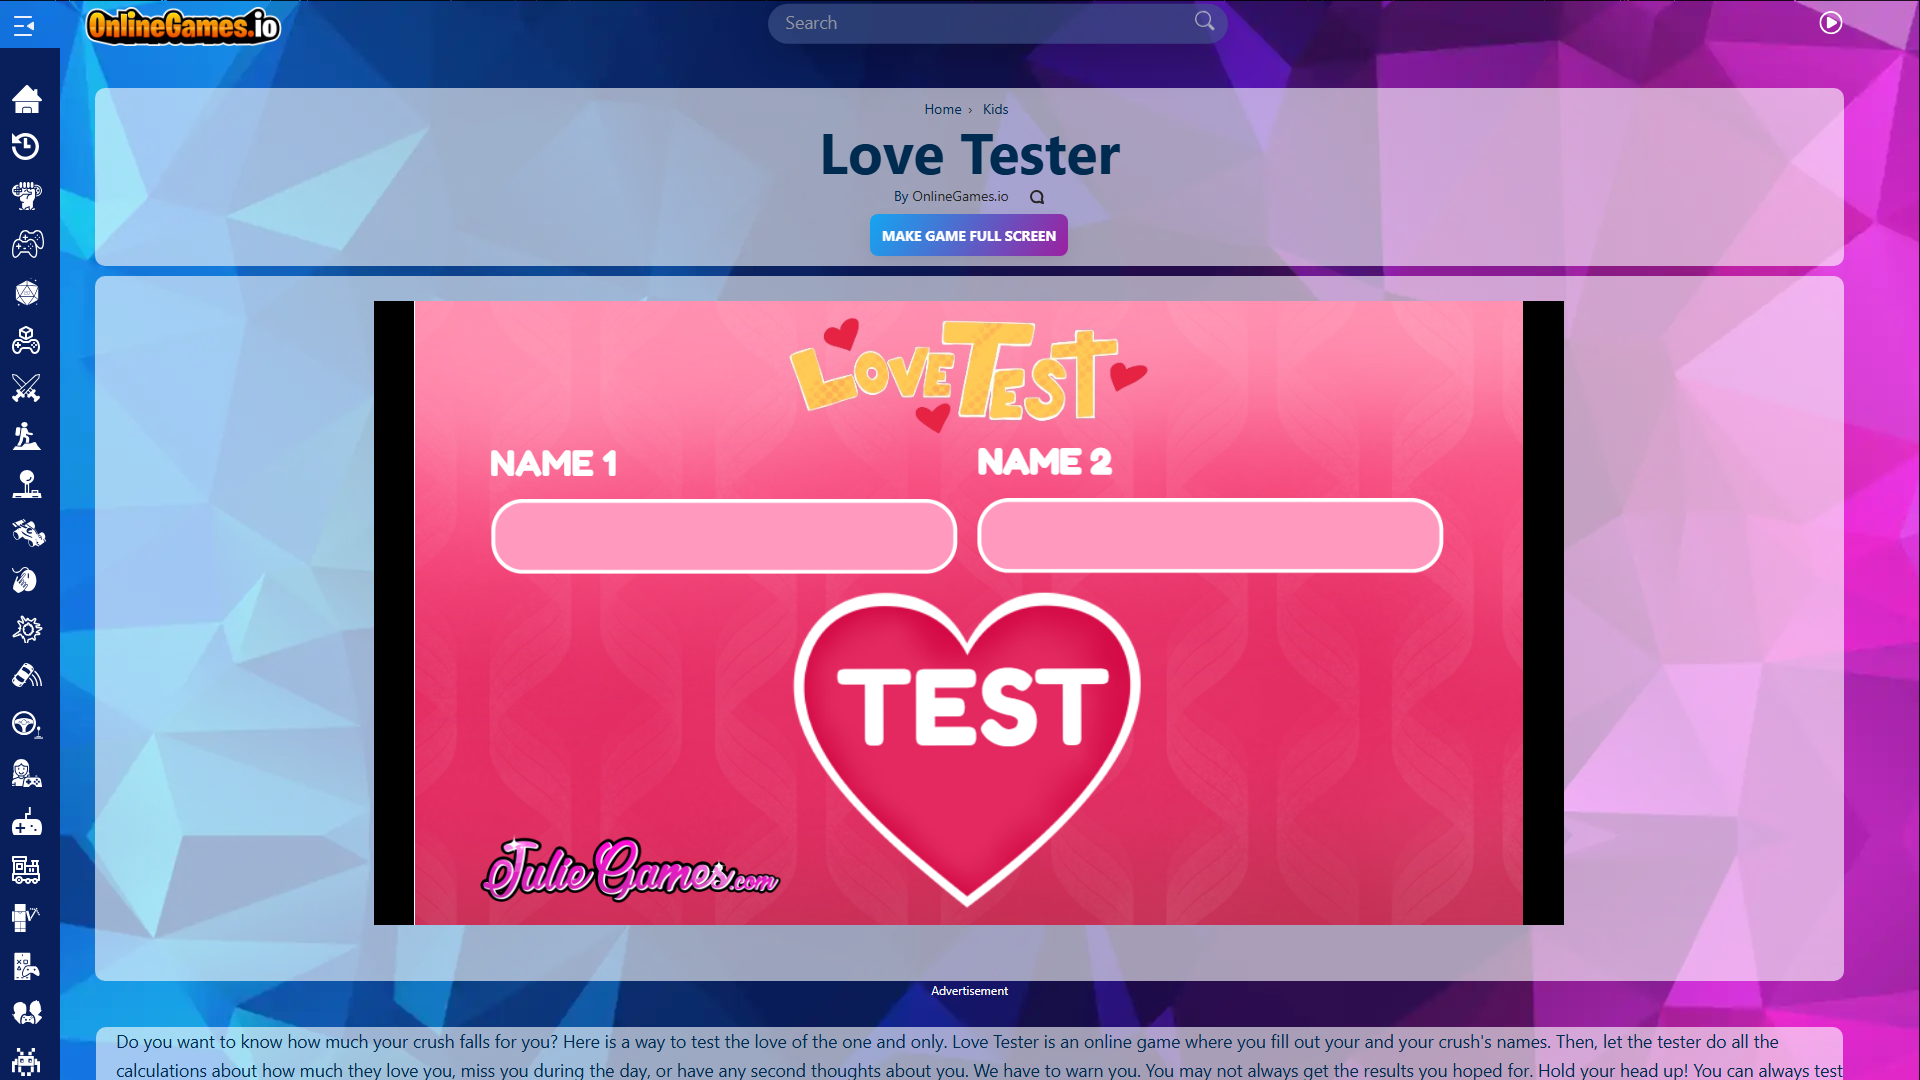 OnlineGames.io
Search
Home › Kids
Love Tester
By OnlineGames.io
MAKE GAME FULL SCREEN
LOVE TEST
NAME 1
NAME 2
TEST
JulieGames.com
Advertisement
Do you want to know how much your crush falls for you? Here is a way to test the love of the one and only. Love Tester is an online game where you fill out your and your crush's names. Then, let the tester do all the
calculations about how much they love you, miss you during the day, or have any second thoughts about you. We have to warn you. You may not always get the results you hoped for. Hold your head up! You can always test